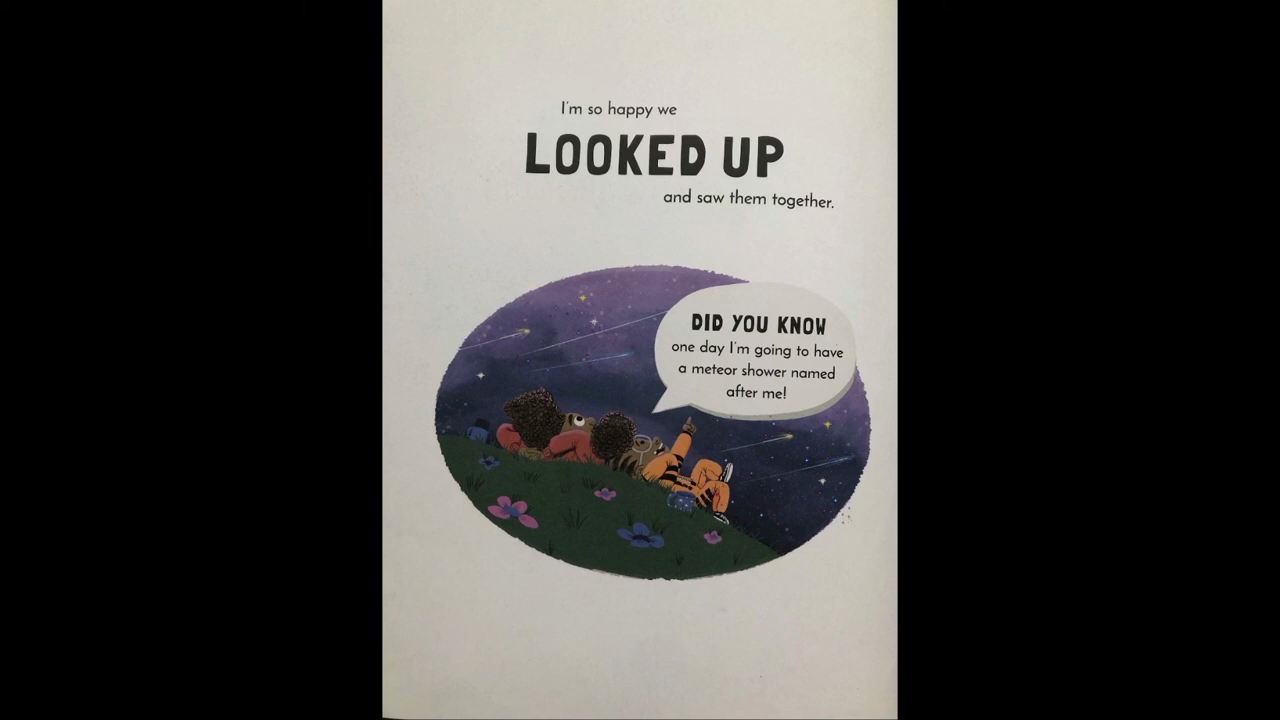 I'm so happy we
LOOKED UP
and saw them together.
DID YOU KNOW
one day I'm going to have
a meteor shower named
after me!